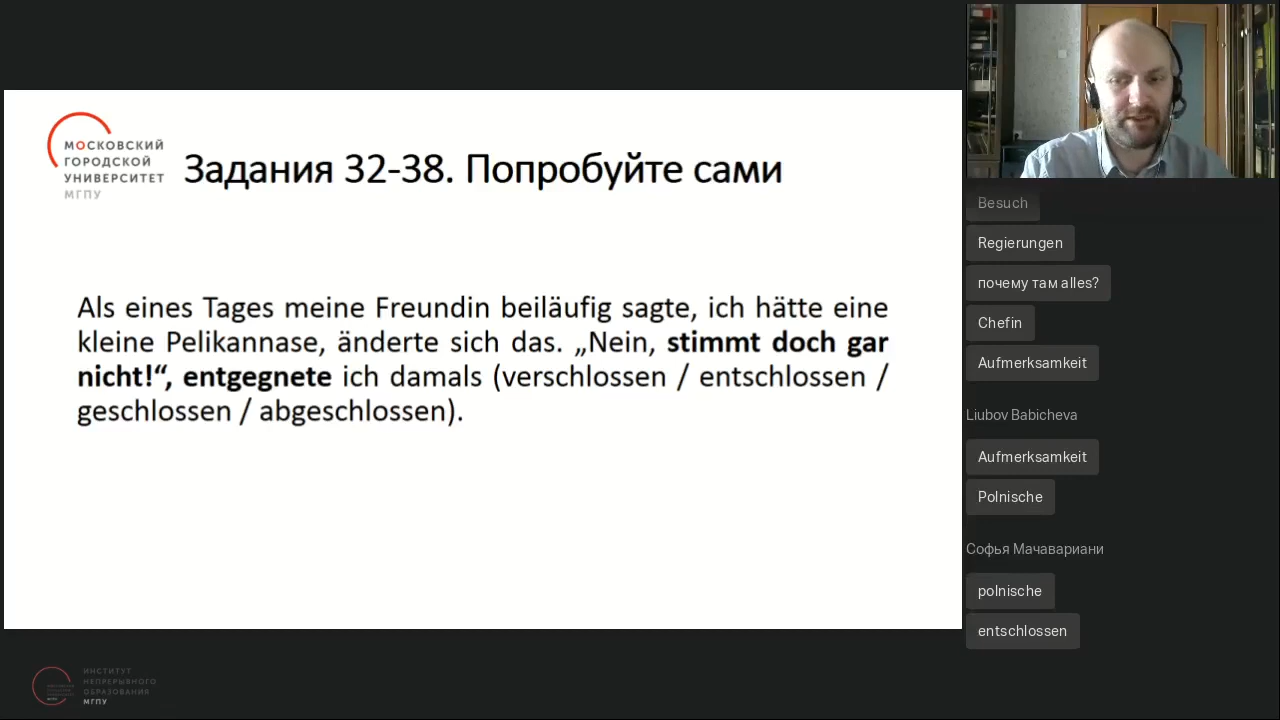 МОСКОВСКИЙ
ГОРОДСКОЙ
УНИВЕРСИТЕТ
МГПУ
Задания 32-38. Попробуйте сами
Als eines Tages meine Freundin beiläufig sagte, ich hätte eine
kleine Pelikannase, änderte sich das. „Nein, stimmt doch gar
nicht!“, entgegnete ich damals (verschlossen / entschlossen /
geschlossen / abgeschlossen).
Besuch
Regierungen
почему там alles?
Chefin
Aufmerksamkeit
Liubov Babicheva
Aufmerksamkeit
Polnische
Софья Мачавариани
polnische
entschlossen
ИНСТИТУТ
НЕПРЕРЫВНОГО
ОБРАЗОВАНИЯ
МГПУ